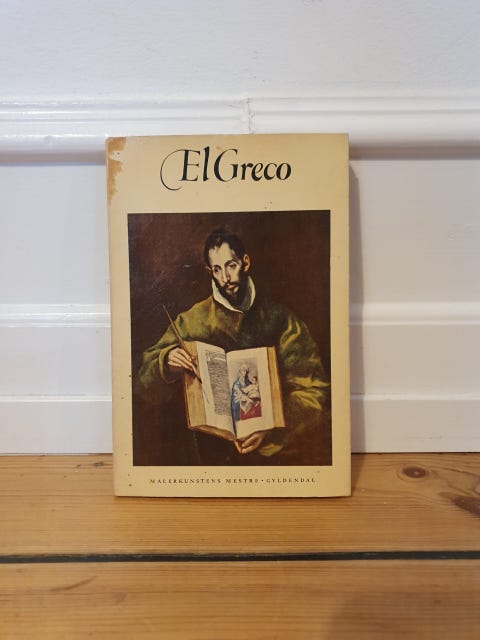 El Greco
MALERKUNSTENS MESTRE • GYLDENDAL